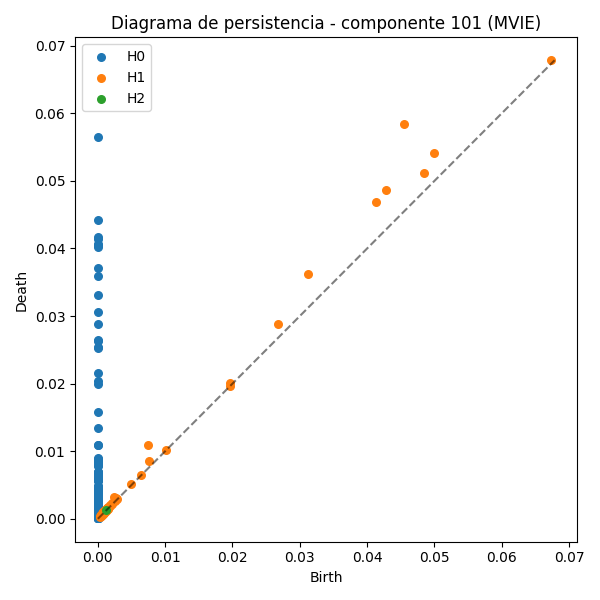 Diagrama de persistencia - componente 101 (MVIE)
H0
H1
H2
Death
0.07
0.06
0.05
0.04
0.03
0.02
0.01
0.00
0.00 0.01 0.02 0.03 0.04 0.05 0.06 0.07
Birth